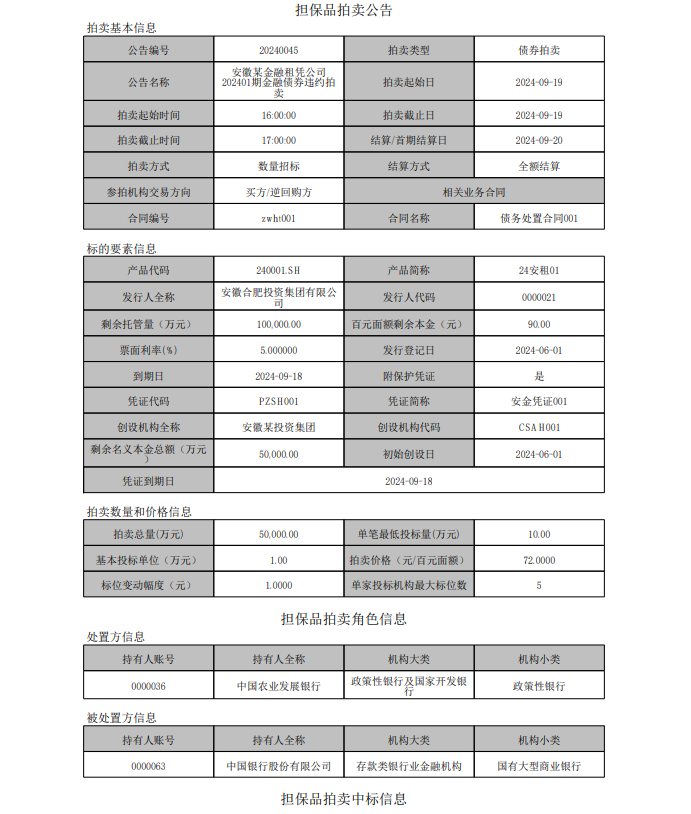 担保品拍卖公告
拍卖基本信息
公告编号 20240045 拍卖类型 债券拍卖
公告名称 安徽某金融租凭公司202401期金融债券违约拍卖 拍卖起始日 2024-09-19
拍卖起始时间 16:00:00 拍卖截止日 2024-09-19
拍卖截止时间 17:00:00 结算/首期结算日 2024-09-20
拍卖方式 数量招标 结算方式 全额结算
参拍机构交易方向 买方/逆回购方 相关业务合同
合同编号 zwht001 合同名称 债务处置合同001
标的要素信息
产品代码 240001.SH 产品简称 24安租01
发行人全称 安徽合肥投资集团有限公司 发行人代码 0000021
剩余托管量（万元） 100,000.00 百元面额剩余本金（元） 90.00
票面利率(%) 5.000000 发行登记日 2024-06-01
到期日 2024-09-18 附保护凭证 是
凭证代码 PZSH001 凭证简称 安金凭证001
创设机构全称 安徽某投资集团 创设机构代码 CSAH001
剩余名义本金总额（万元） 50,000.00 初始创设日 2024-06-01
凭证到期日 2024-09-18
拍卖数量和价格信息
拍卖总量(万元) 50,000.00 单笔最低投标量(万元) 10.00
基本投标单位（万元） 1.00 拍卖价格（元/百元面额） 72.0000
标位变动幅度（元） 1.0000 单家投标机构最大标位数 5
担保品拍卖角色信息
处置方信息
持有人账号 持有人全称 机构大类 机构小类
0000036 中国农业发展银行 政策性银行及国家开发银行 政策性银行
被处置方信息
持有人账号 持有人全称 机构大类 机构小类
0000063 中国银行股份有限公司 存款类银行业金融机构 国有大型商业银行
担保品拍卖中标信息